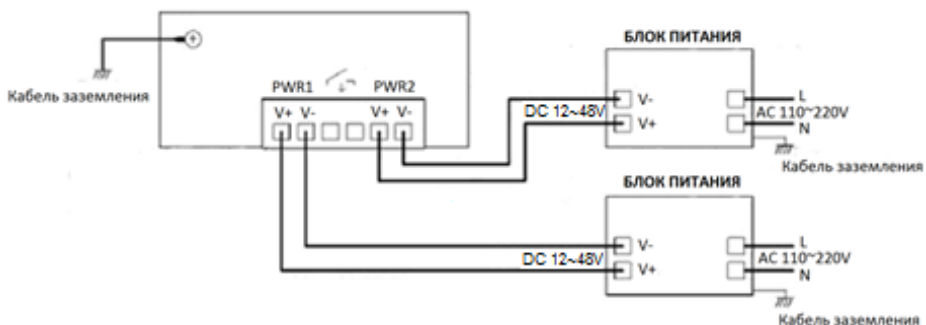 БЛОК ПИТАНИЯ
Кабель заземления
PWR1 PWR2
V+ V- V+ V-
DC 12~48V
V-
V+
L
AC 110~220V
N
Кабель заземления
БЛОК ПИТАНИЯ
DC 12~48V
V-
V+
L
AC 110~220V
N
Кабель заземления